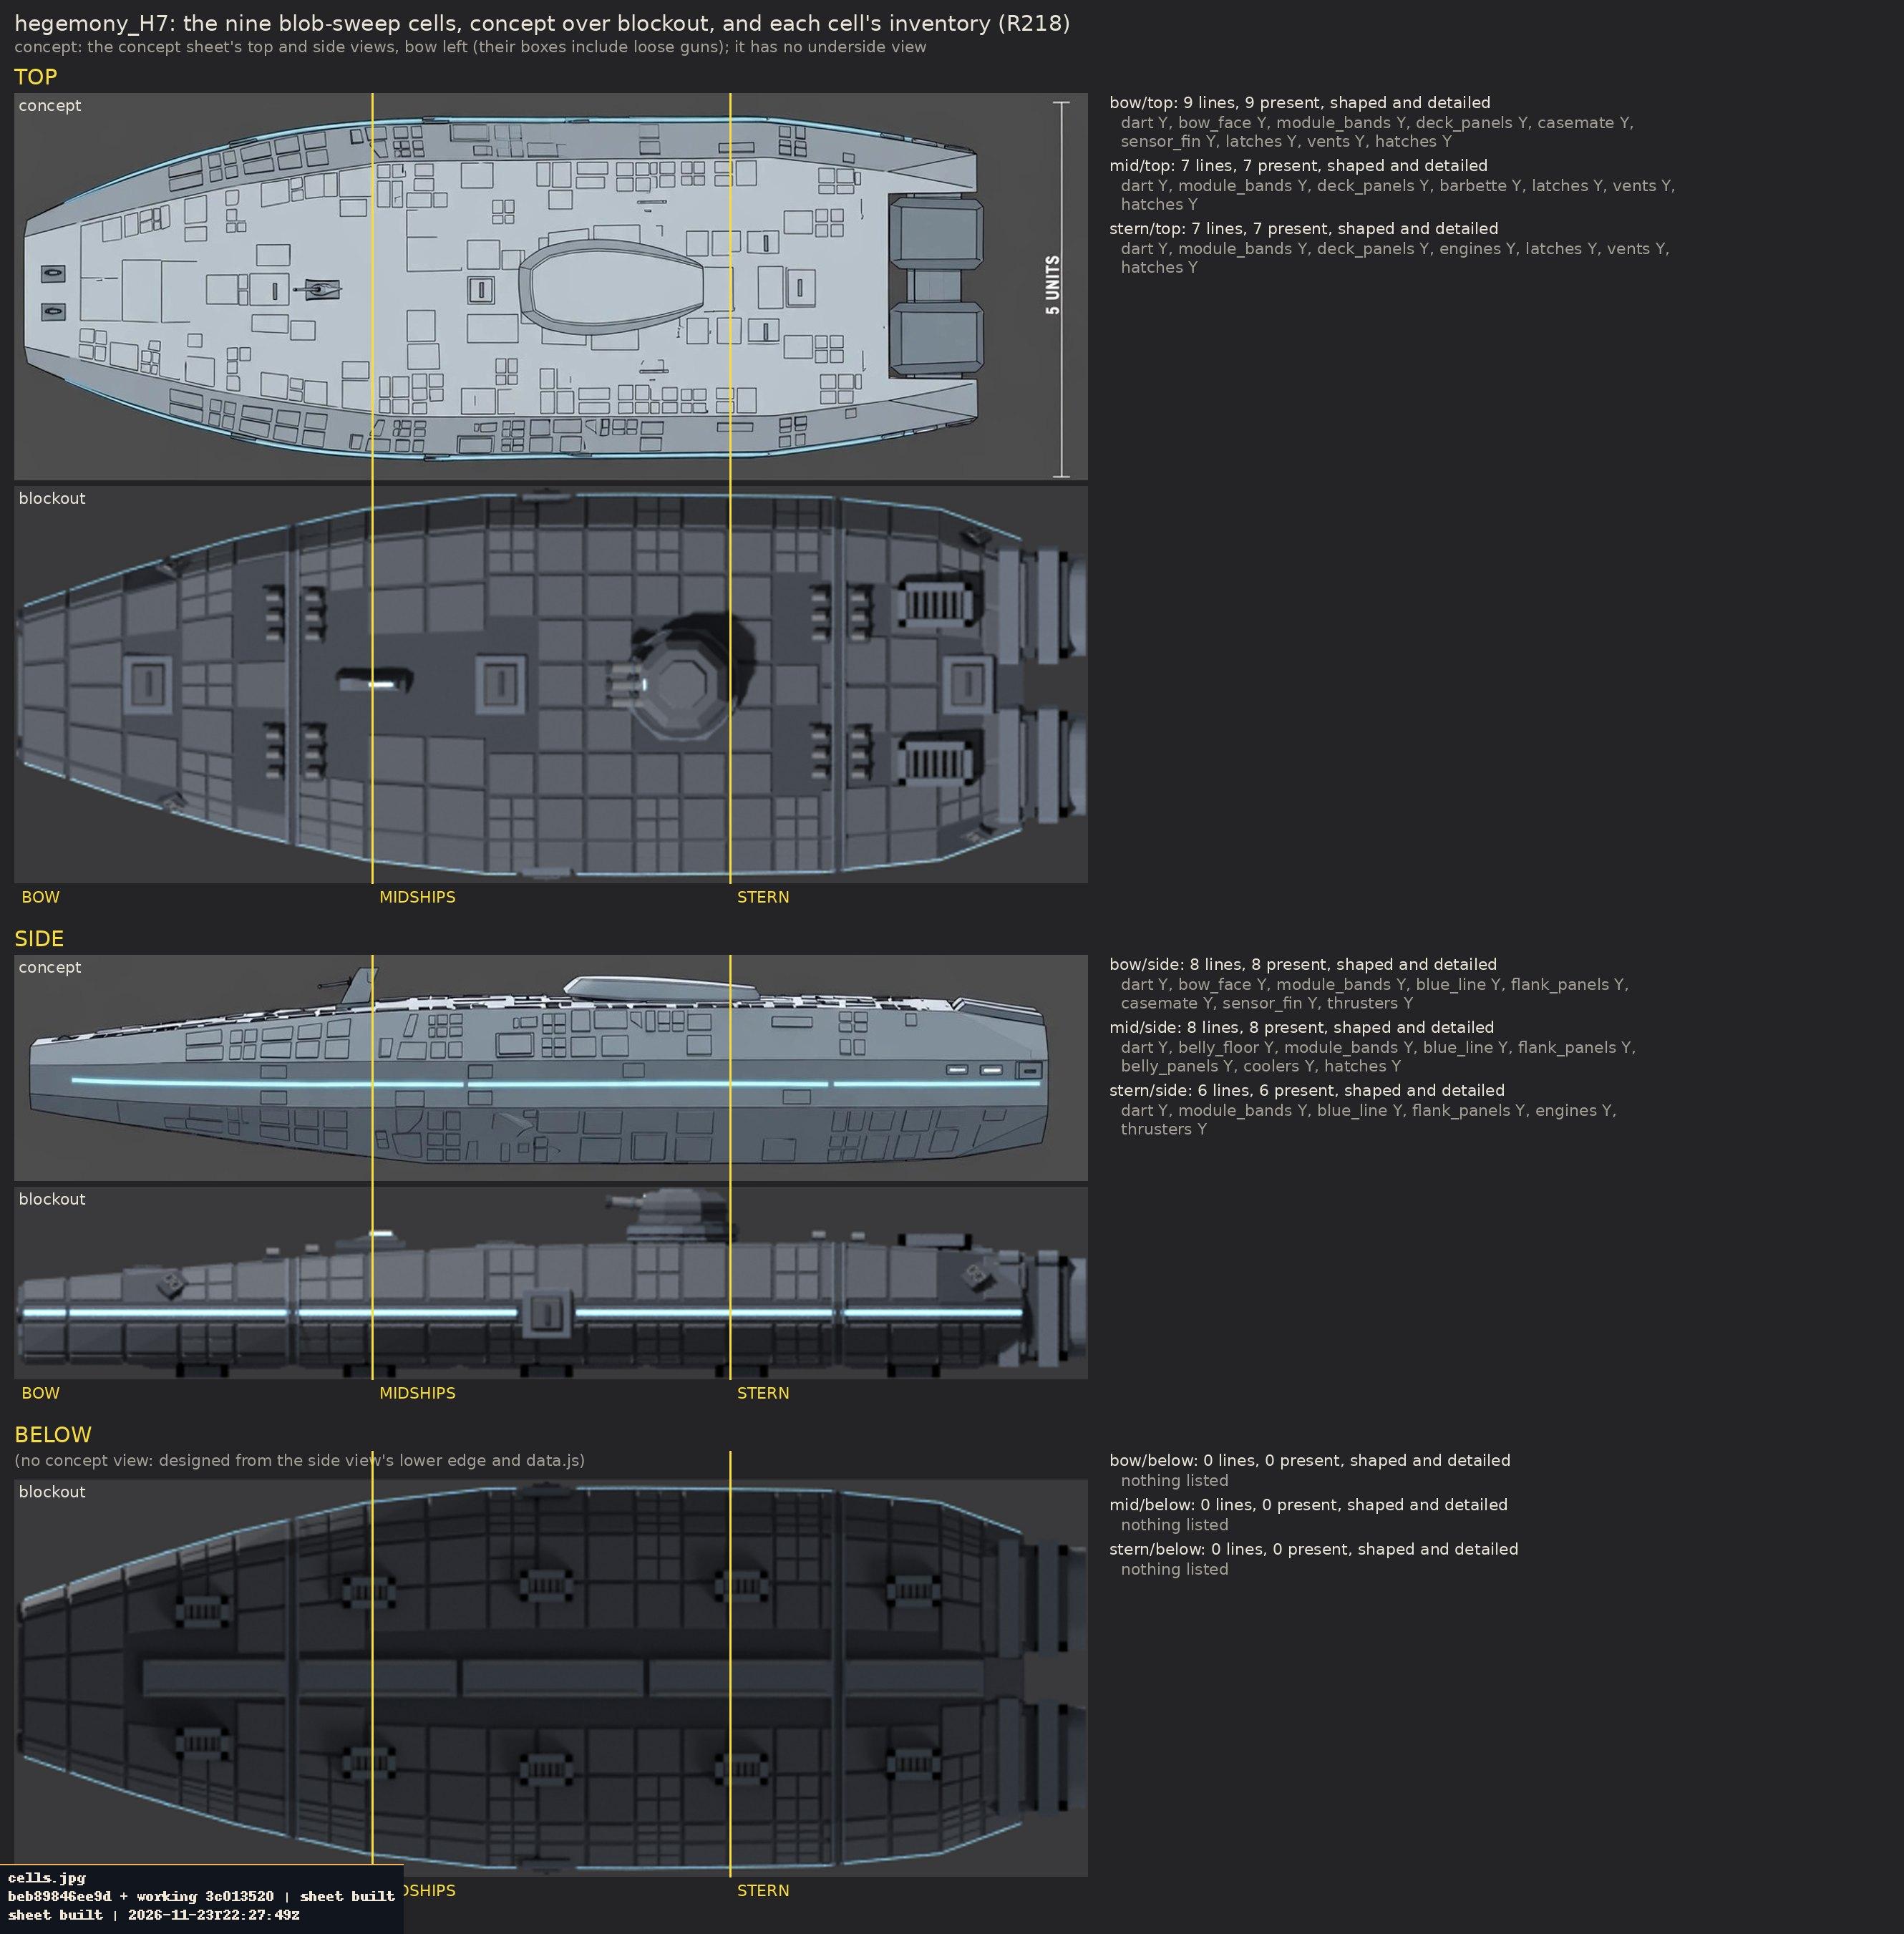 hegemony_H7: the nine blob-sweep cells, concept over blockout, and each cell's inventory (R218)
concept: the concept sheet's top and side views, bow left (their boxes include loose guns); it has no underside view
TOP
concept
5 UNITS
blockout
BOW
MIDSHIPS
STERN
bow/top: 9 lines, 9 present, shaped and detailed
dart Y, bow_face Y, module_bands Y, deck_panels Y, casemate Y,
sensor_fin Y, latches Y, vents Y, hatches Y
mid/top: 7 lines, 7 present, shaped and detailed
dart Y, module_bands Y, deck_panels Y, barbette Y, latches Y, vents Y,
hatches Y
stern/top: 7 lines, 7 present, shaped and detailed
dart Y, module_bands Y, deck_panels Y, engines Y, latches Y, vents Y,
hatches Y
SIDE
concept
blockout
BOW
MIDSHIPS
STERN
bow/side: 8 lines, 8 present, shaped and detailed
dart Y, bow_face Y, module_bands Y, blue_line Y, flank_panels Y,
casemate Y, sensor_fin Y, thrusters Y
mid/side: 8 lines, 8 present, shaped and detailed
dart Y, belly_floor Y, module_bands Y, blue_line Y, flank_panels Y,
belly_panels Y, coolers Y, hatches Y
stern/side: 6 lines, 6 present, shaped and detailed
dart Y, module_bands Y, blue_line Y, flank_panels Y, engines Y,
thrusters Y
BELOW
(no concept view: designed from the side view's lower edge and data.js)
blockout
bow/below: 0 lines, 0 present, shaped and detailed
nothing listed
mid/below: 0 lines, 0 present, shaped and detailed
nothing listed
stern/below: 0 lines, 0 present, shaped and detailed
nothing listed
DSHIPS
STERN
cells.jpg
beb89846ee9d + working 3c013520 | sheet built
sheet built | 2026-11-23T22:27:49Z